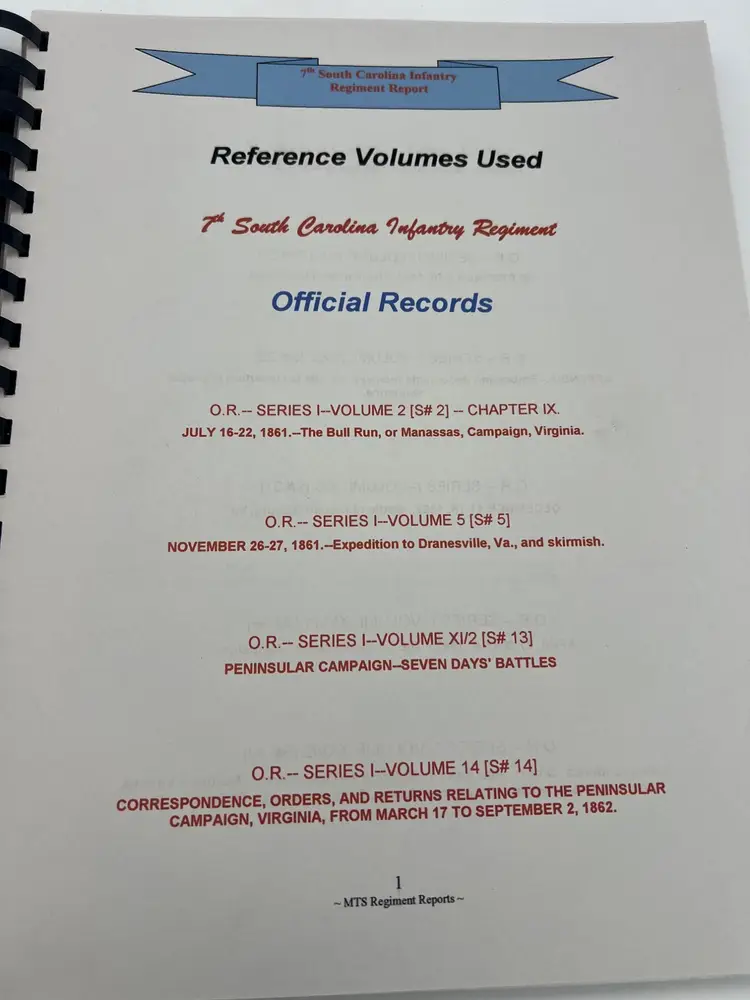 7th South Carolina Infantry
Regiment Report
Reference Volumes Used
7th South Carolina Infantry Regiment
Official Records
O.R.-- SERIES I--VOLUME 2 [S# 2] -- CHAPTER IX.
JULY 16-22, 1861.--The Bull Run, or Manassas, Campaign, Virginia.
O.R.-- SERIES I--VOLUME 5 [S# 5]
NOVEMBER 26-27, 1861.--Expedition to Dranesville, Va., and skirmish.
O.R.-- SERIES I--VOLUME XI/2 [S# 13]
PENINSULAR CAMPAIGN--SEVEN DAYS' BATTLES
O.R.-- SERIES I--VOLUME 14 [S# 14]
CORRESPONDENCE, ORDERS, AND RETURNS RELATING TO THE PENINSULAR
CAMPAIGN, VIRGINIA, FROM MARCH 17 TO SEPTEMBER 2, 1862.
1
~ MTS Regiment Reports ~